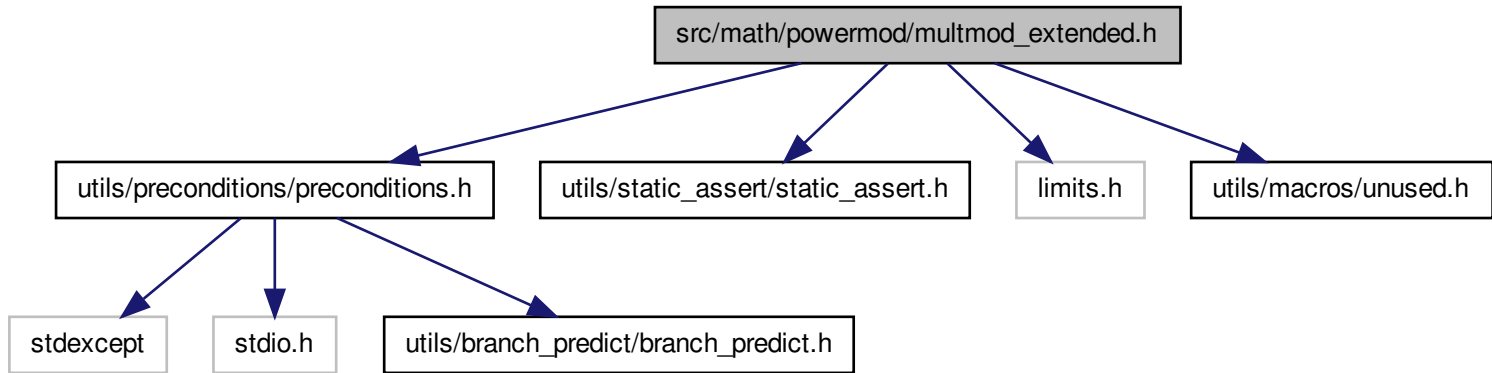 src/math/powermod/multmod_extended.h
utils/preconditions/preconditions.h
utils/static_assert/static_assert.h
limits.h
utils/macros/unused.h
stdexcept
stdio.h
utils/branch_predict/branch_predict.h